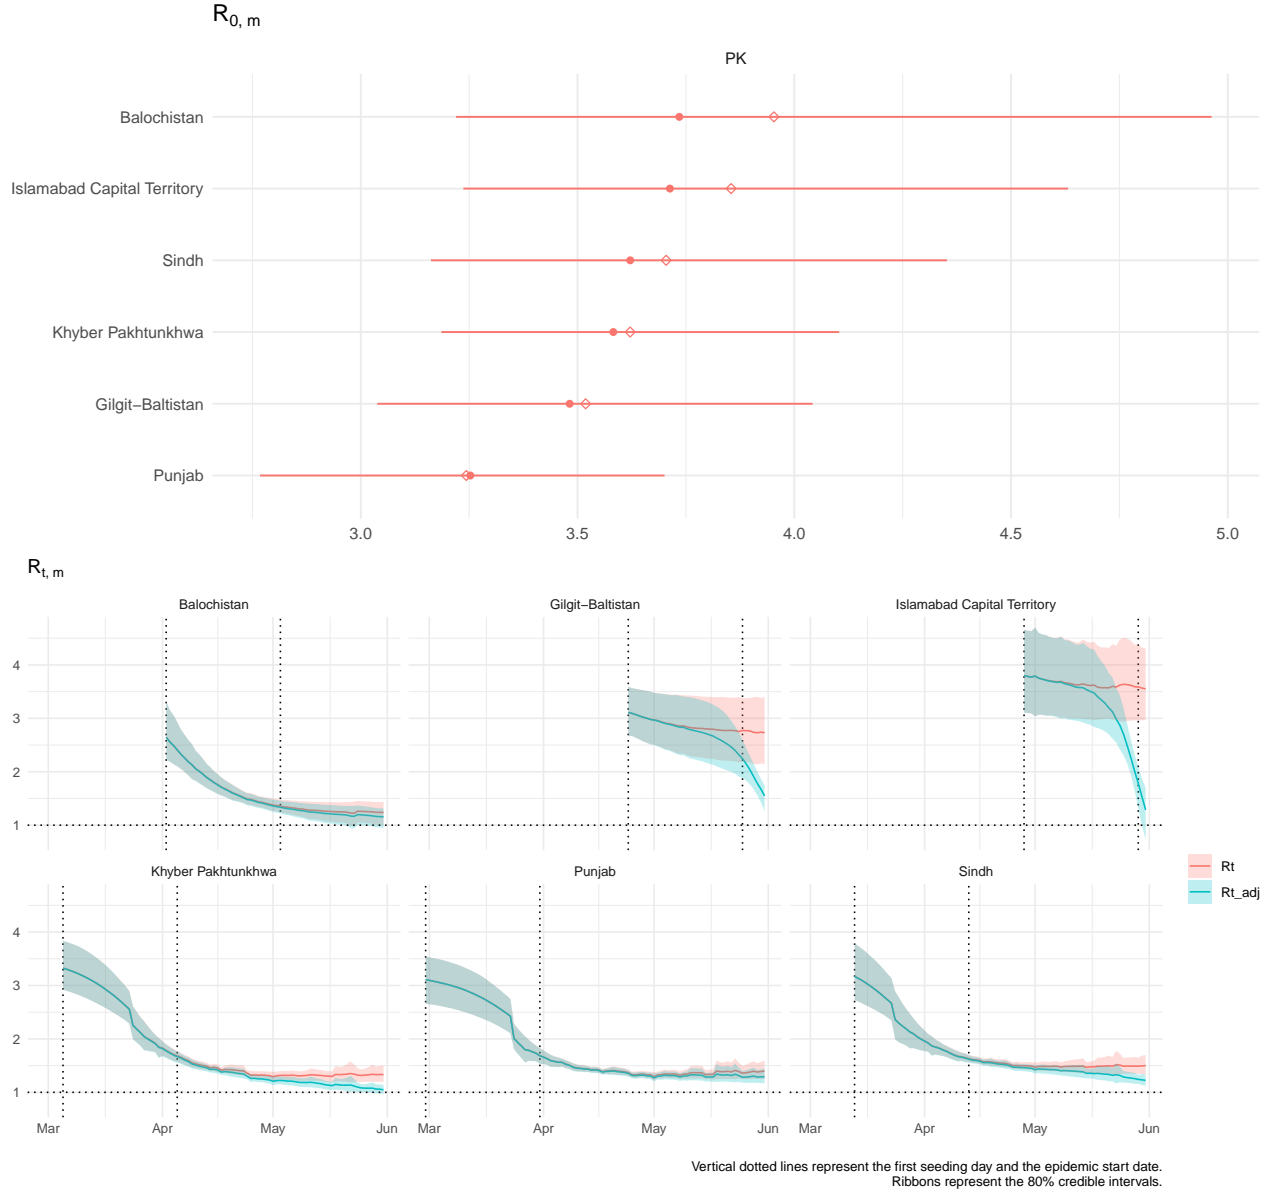 R0, m
PK
Balochistan
Islamabad Capital Territory
Sindh
Khyber Pakhtunkhwa
Gilgit−Baltistan
Punjab
3.0 3.5 4.0 4.5 5.0
Rt, m
Balochistan Gilgit−Baltistan Islamabad Capital Territory
4
3
2
1
Khyber Pakhtunkhwa Punjab Sindh
4
3
2
1
Mar Apr May Jun Mar Apr May Jun Mar Apr May Jun
Rt
Rt_adj
Vertical dotted lines represent the first seeding day and the epidemic start date.
Ribbons represent the 80% credible intervals.